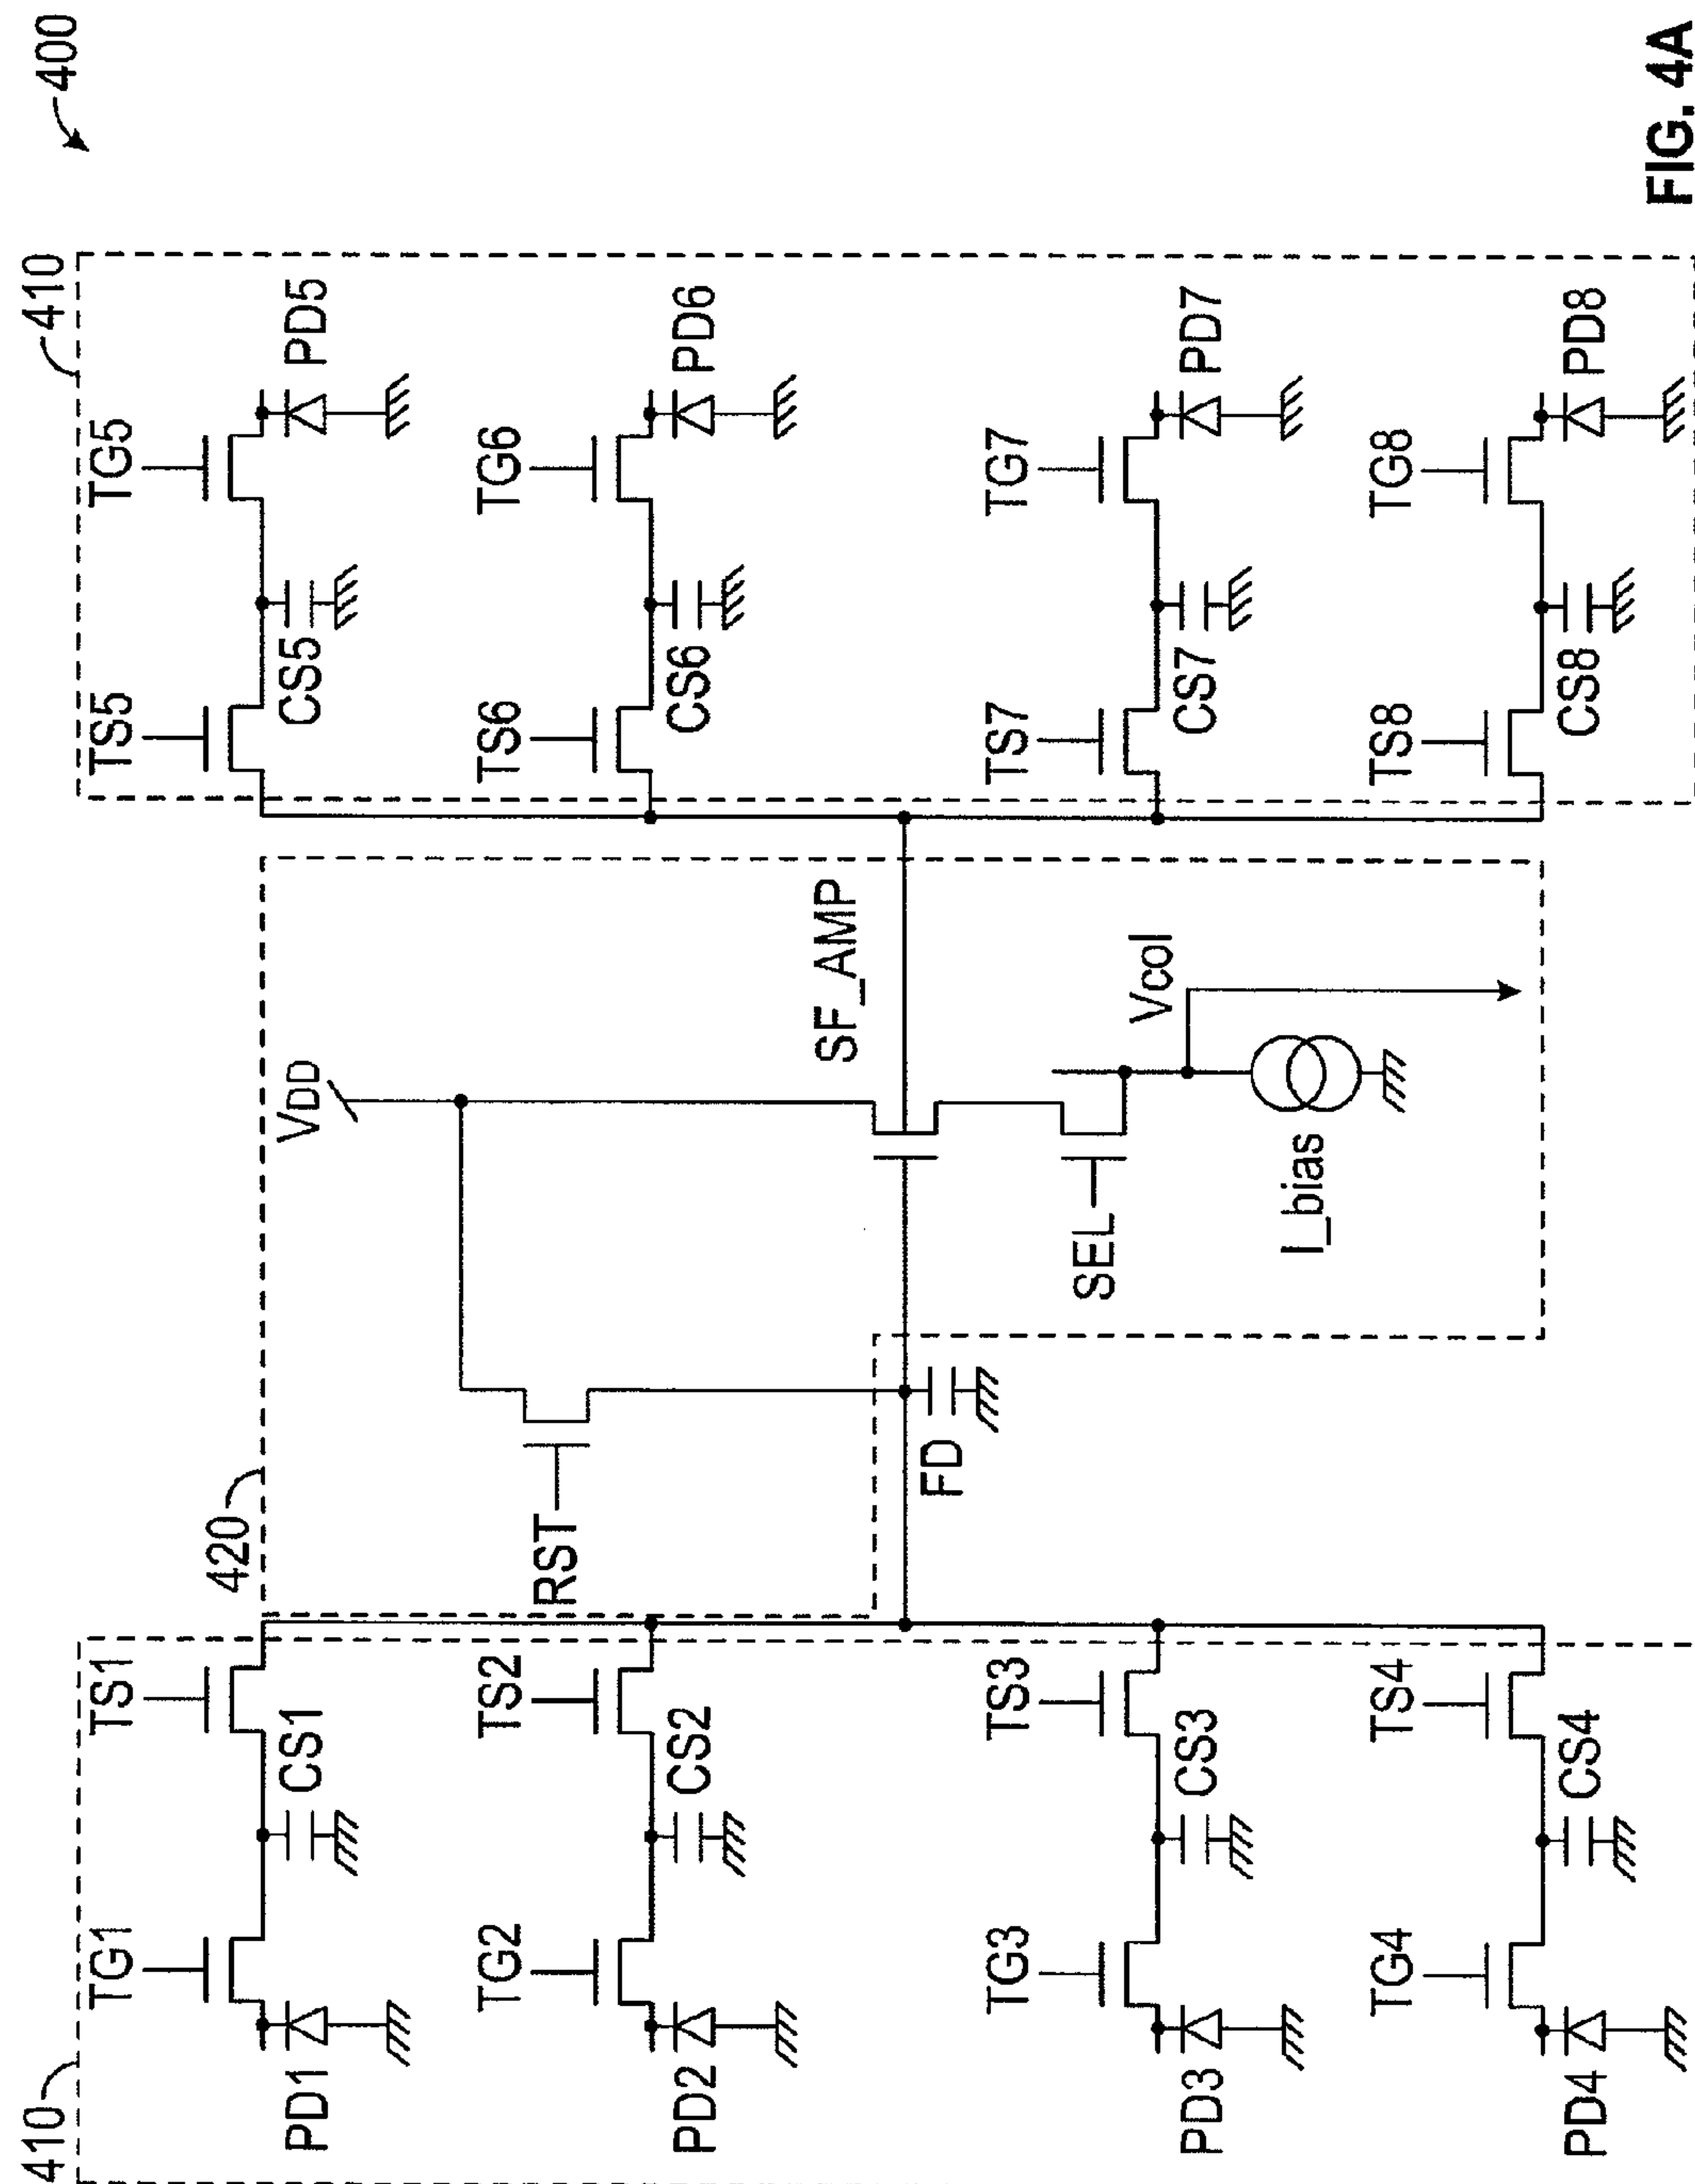 400
410
TG1
TS1
TS5
TG5
PD1
CS1
CS5
PD5
420
VDD
RST
TG2
TS2
TS6
TG6
PD2
CS2
CS6
PD6
SF_AMP
FD
SEL
Vcol
I_bias
TG3
TS3
TS7
TG7
PD3
CS3
CS7
PD7
TG4
TS4
TS8
TG8
PD4
CS4
CS8
PD8
410
FIG. 4A